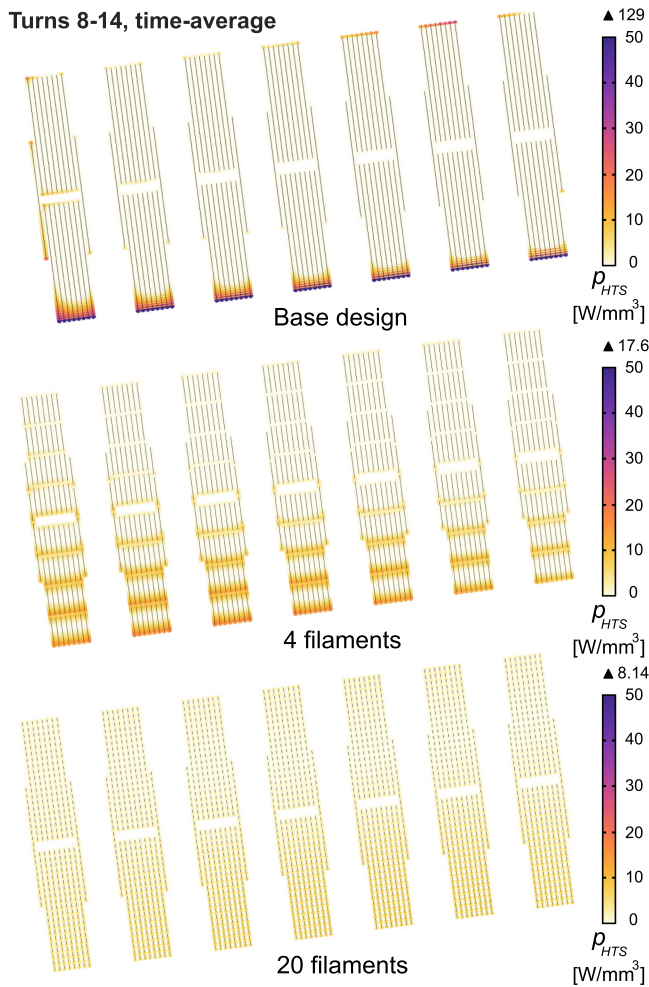 Turns 8-14, time-average
▲ 129
50
40
30
20
10
0
p_HTS
[W/mm³]
Base design
▲ 17.6
50
40
30
20
10
0
p_HTS
[W/mm³]
4 filaments
▲ 8.14
50
40
30
20
10
0
p_HTS
[W/mm³]
20 filaments